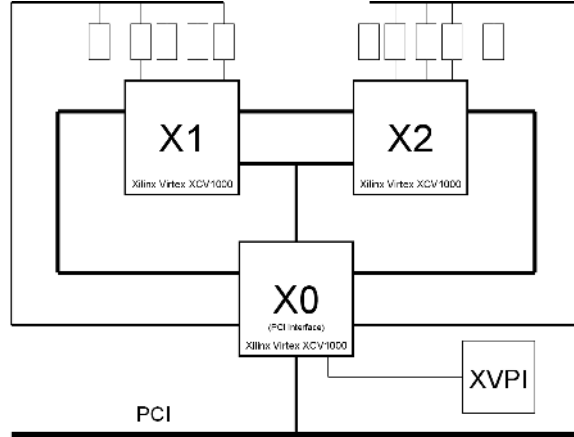 X1
Xilinx Virtex XCV1000
X2
Xilinx Virtex XCV1000
X0
(PCI Interface)
Xilinx Virtex XCV1000
XVPI
PCI